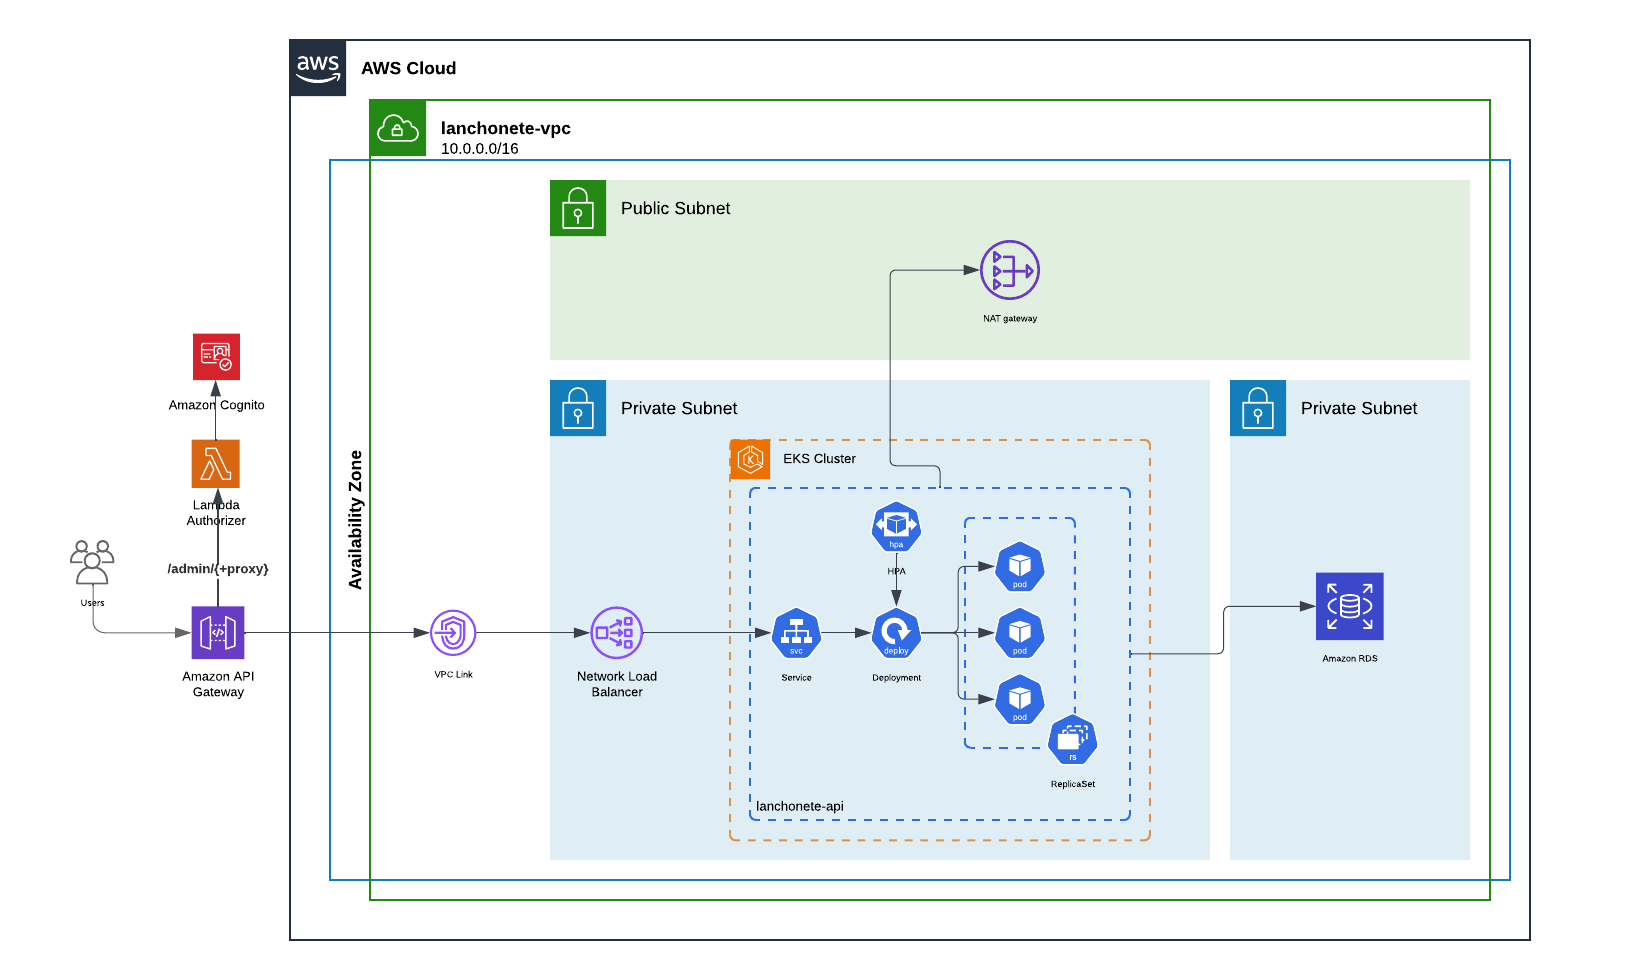 aws
AWS Cloud
lanchonete-vpc
10.0.0.0/16
Public Subnet
NAT gateway
Amazon Cognito
Private Subnet
Private Subnet
Availability Zone
EKS Cluster
Lambda
Authorizer
hpa
HPA
/admin/{+proxy}
Users
pod
pod
pod
svc
deploy
Amazon API
Gateway
VPC Link
Network Load
Balancer
Service
Deployment
Amazon RDS
rs
ReplicaSet
lanchonete-api